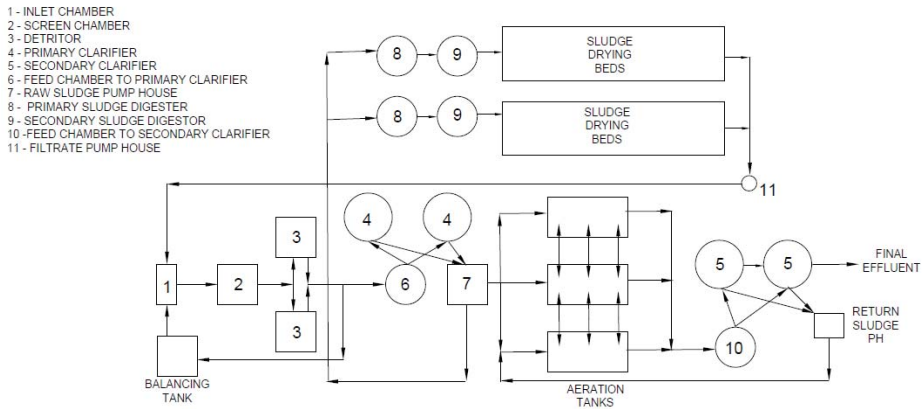 1 - INLET CHAMBER
2 - SCREEN CHAMBER
3 - DETRITOR
4 - PRIMARY CLARIFIER
5 - SECONDARY CLARIFIER
6 - FEED CHAMBER TO PRIMARY CLARIFIER
7 - RAW SLUDGE PUMP HOUSE
8 - PRIMARY SLUDGE DIGESTER
9 - SECONDARY SLUDGE DIGESTOR
10 -FEED CHAMBER TO SECONDARY CLARIFIER
11 - FILTRATE PUMP HOUSE
8
9
SLUDGE
DRYING
BEDS
8
9
SLUDGE
DRYING
BEDS
11
3
4
4
1
2
6
7
3
5
5
FINAL
EFFLUENT
10
RETURN
SLUDGE
PH
BALANCING
TANK
AERATION
TANKS